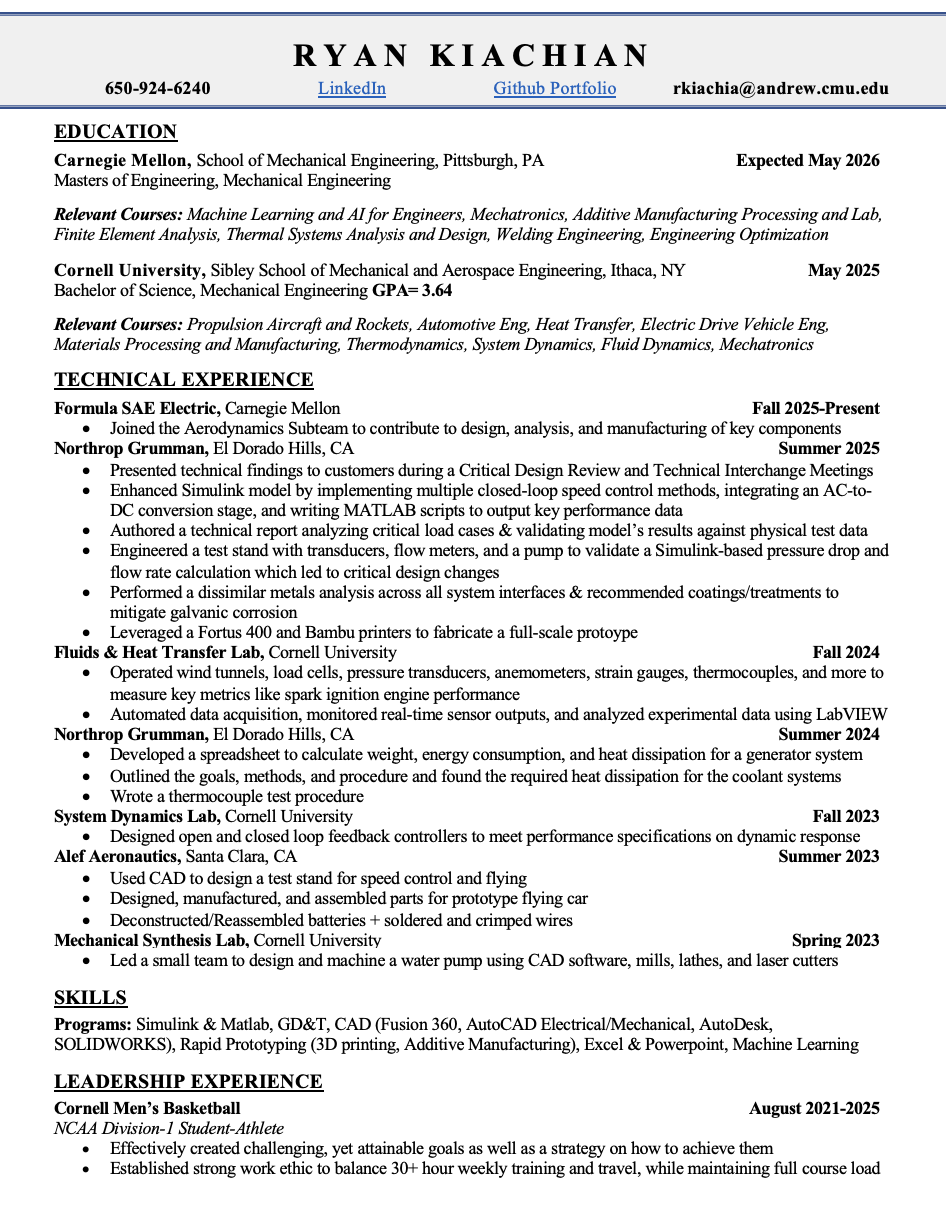 RYAN KIACHIAN
650-924-6240 LinkedIn Github Portfolio rkiachia@andrew.cmu.edu
EDUCATION
Carnegie Mellon, School of Mechanical Engineering, Pittsburgh, PA Expected May 2026
Masters of Engineering, Mechanical Engineering
Relevant Courses: Machine Learning and AI for Engineers, Mechatronics, Additive Manufacturing Processing and Lab,
Finite Element Analysis, Thermal Systems Analysis and Design, Welding Engineering, Engineering Optimization
Cornell University, Sibley School of Mechanical and Aerospace Engineering, Ithaca, NY May 2025
Bachelor of Science, Mechanical Engineering GPA= 3.64
Relevant Courses: Propulsion Aircraft and Rockets, Automotive Eng, Heat Transfer, Electric Drive Vehicle Eng,
Materials Processing and Manufacturing, Thermodynamics, System Dynamics, Fluid Dynamics, Mechatronics
TECHNICAL EXPERIENCE
Formula SAE Electric, Carnegie Mellon Fall 2025-Present
• Joined the Aerodynamics Subteam to contribute to design, analysis, and manufacturing of key components
Northrop Grumman, El Dorado Hills, CA Summer 2025
• Presented technical findings to customers during a Critical Design Review and Technical Interchange Meetings
• Enhanced Simulink model by implementing multiple closed-loop speed control methods, integrating an AC-to-
DC conversion stage, and writing MATLAB scripts to output key performance data
• Authored a technical report analyzing critical load cases & validating model's results against physical test data
• Engineered a test stand with transducers, flow meters, and a pump to validate a Simulink-based pressure drop and
flow rate calculation which led to critical design changes
• Performed a dissimilar metals analysis across all system interfaces & recommended coatings/treatments to
mitigate galvanic corrosion
• Leveraged a Fortus 400 and Bambu printers to fabricate a full-scale protoype
Fluids & Heat Transfer Lab, Cornell University Fall 2024
• Operated wind tunnels, load cells, pressure transducers, anemometers, strain gauges, thermocouples, and more to
measure key metrics like spark ignition engine performance
• Automated data acquisition, monitored real-time sensor outputs, and analyzed experimental data using LabVIEW
Northrop Grumman, El Dorado Hills, CA Summer 2024
• Developed a spreadsheet to calculate weight, energy consumption, and heat dissipation for a generator system
• Outlined the goals, methods, and procedure and found the required heat dissipation for the coolant systems
• Wrote a thermocouple test procedure
System Dynamics Lab, Cornell University Fall 2023
• Designed open and closed loop feedback controllers to meet performance specifications on dynamic response
Alef Aeronautics, Santa Clara, CA Summer 2023
• Used CAD to design a test stand for speed control and flying
• Designed, manufactured, and assembled parts for prototype flying car
• Deconstructed/Reassembled batteries + soldered and crimped wires
Mechanical Synthesis Lab, Cornell University Spring 2023
• Led a small team to design and machine a water pump using CAD software, mills, lathes, and laser cutters
SKILLS
Programs: Simulink & Matlab, GD&T, CAD (Fusion 360, AutoCAD Electrical/Mechanical, AutoDesk,
SOLIDWORKS), Rapid Prototyping (3D printing, Additive Manufacturing), Excel & Powerpoint, Machine Learning
LEADERSHIP EXPERIENCE
Cornell Men's Basketball August 2021-2025
NCAA Division-1 Student-Athlete
• Effectively created challenging, yet attainable goals as well as a strategy on how to achieve them
• Established strong work ethic to balance 30+ hour weekly training and travel, while maintaining full course load